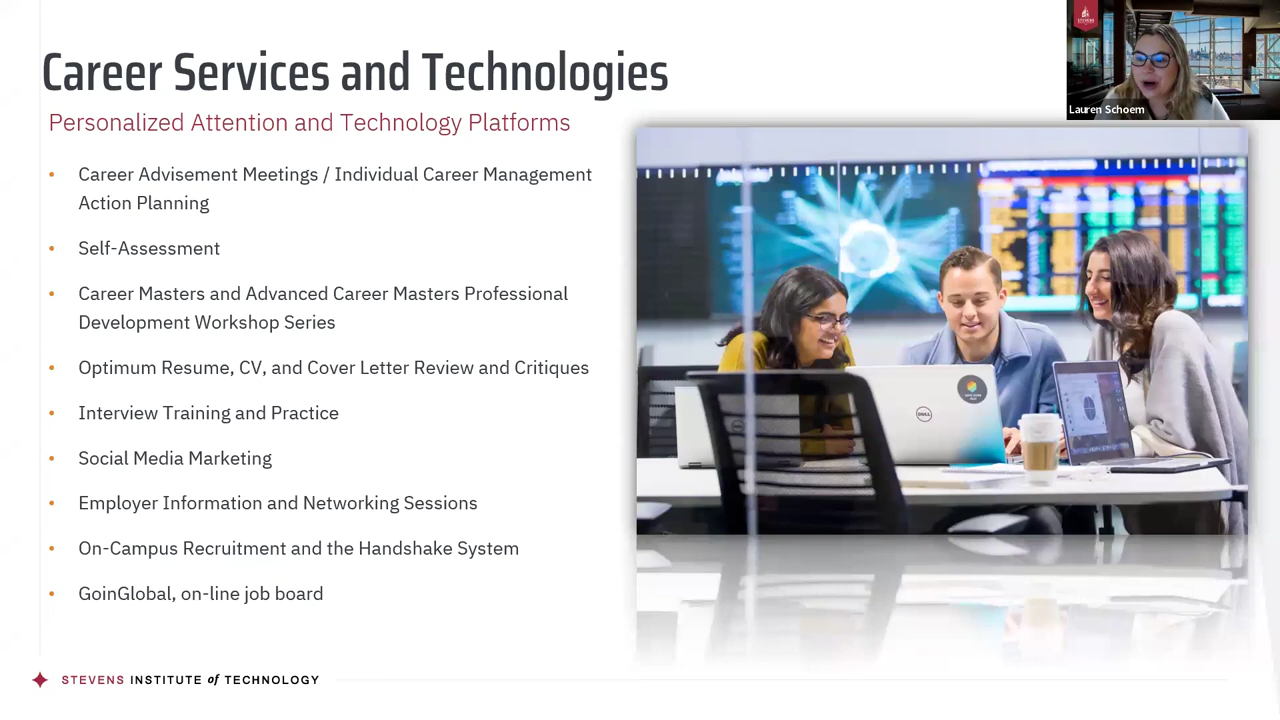 Career Services and Technologies
Personalized Attention and Technology Platforms
• Career Advisement Meetings / Individual Career Management
Action Planning
• Self-Assessment
• Career Masters and Advanced Career Masters Professional
Development Workshop Series
• Optimum Resume, CV, and Cover Letter Review and Critiques
• Interview Training and Practice
• Social Media Marketing
• Employer Information and Networking Sessions
• On-Campus Recruitment and the Handshake System
• GoinGlobal, on-line job board
STEVENS
Lauren Schoem
DELL
STEVENS INSTITUTE of TECHNOLOGY